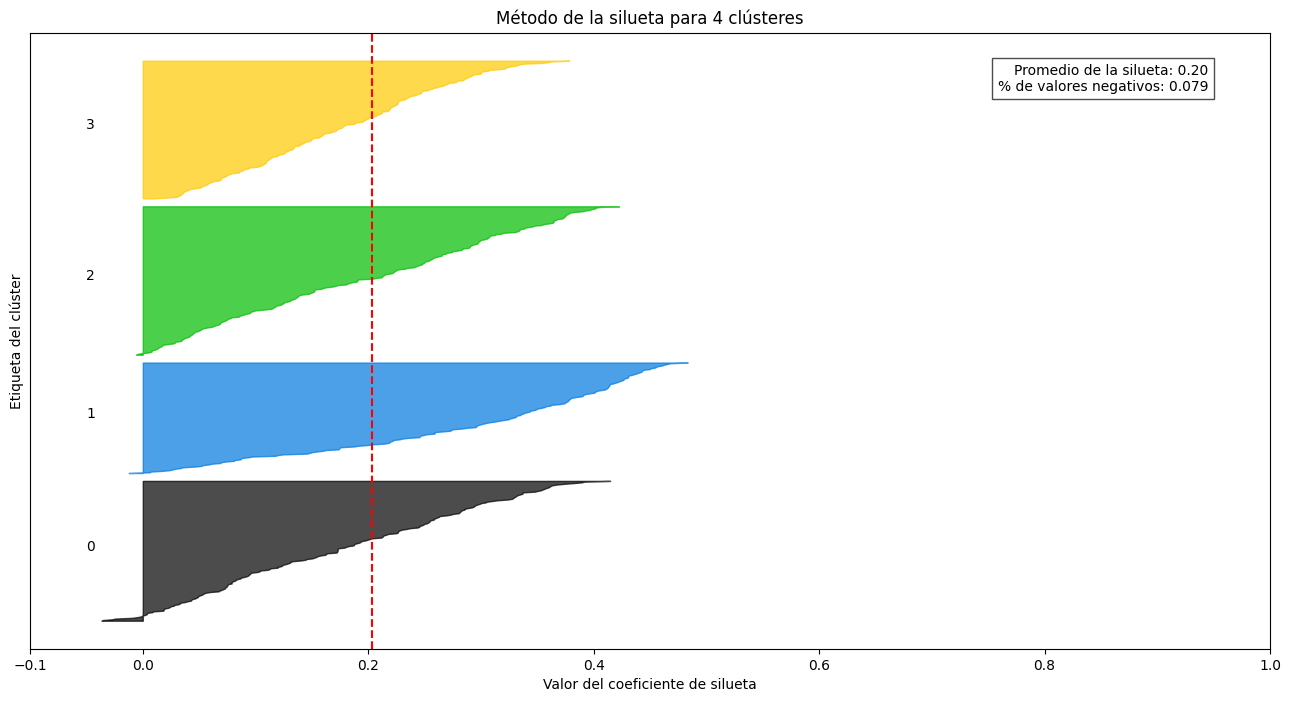 Método de la silueta para 4 clústeres
Promedio de la silueta: 0.20
% de valores negativos: 0.079
Etiqueta del clúster
3
2
1
0
−0.1 0.0 0.2 0.4 0.6 0.8 1.0
Valor del coeficiente de silueta